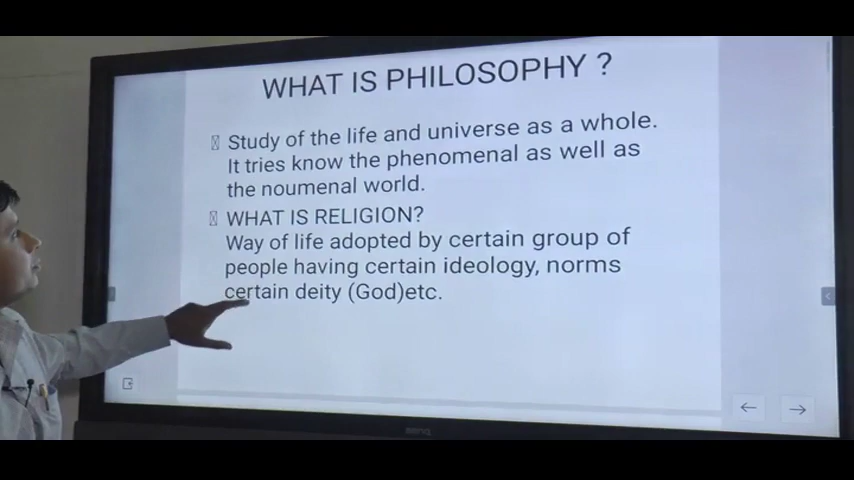 WHAT IS PHILOSOPHY ?
Study of the life and universe as a whole.
It tries know the phenomenal as well as
the noumenal world.
WHAT IS RELIGION?
Way of life adopted by certain group of
people having certain ideology, norms
certain deity (God)etc.
BenQ